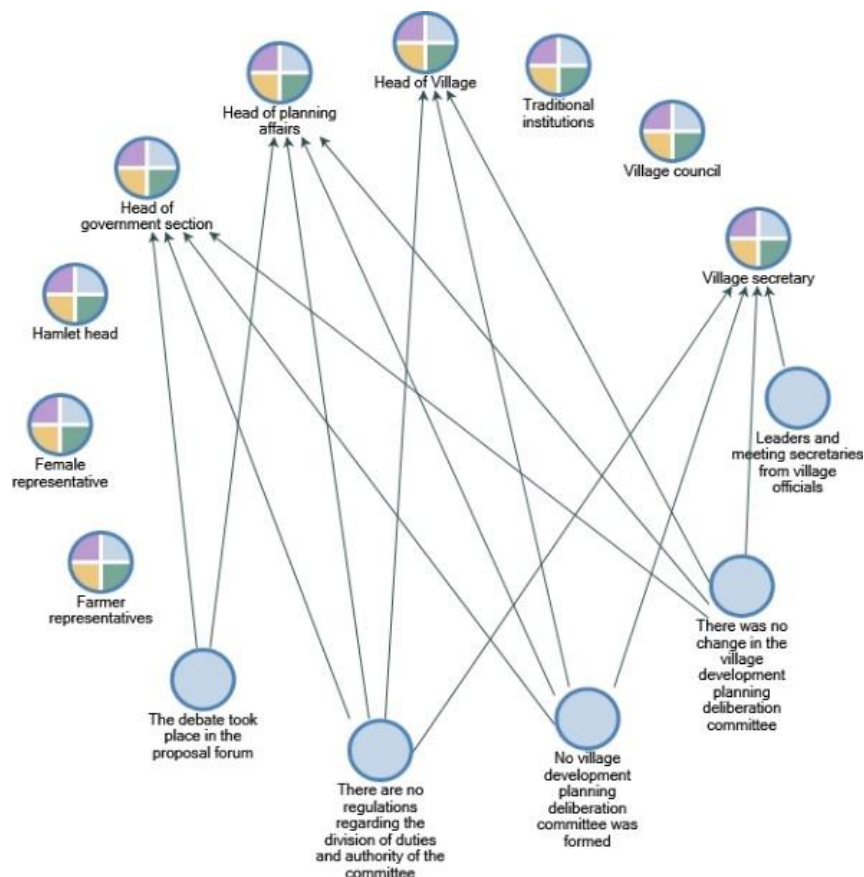 Head of Village
Traditional
institutions
Head of planning
affairs
Village council
Head of
government section
Village secretary
Hamlet head
Female
representative
Leaders and
meeting secretaries
from village
officials
Farmer
representatives
There was no
change in the
village
development
planning
deliberation
committee
The debate took
place in the
proposal forum
No village
development
planning
deliberation
committee was
formed
There are no
regulations
regarding the
division of duties
and authority of the
committee